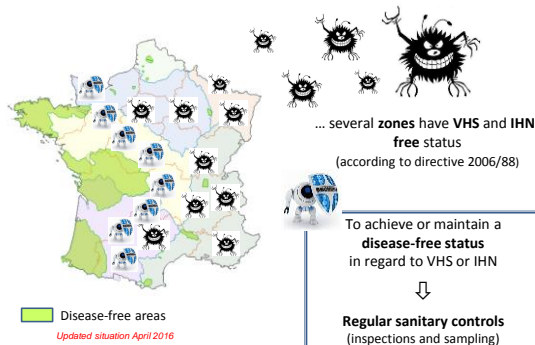 ... several zones have VHS and IHN
free status
(according to directive 2006/88)
To achieve or maintain a
disease-free status
in regard to VHS or IHN
Regular sanitary controls
(inspections and sampling)
Disease-free areas
Updated situation April 2016